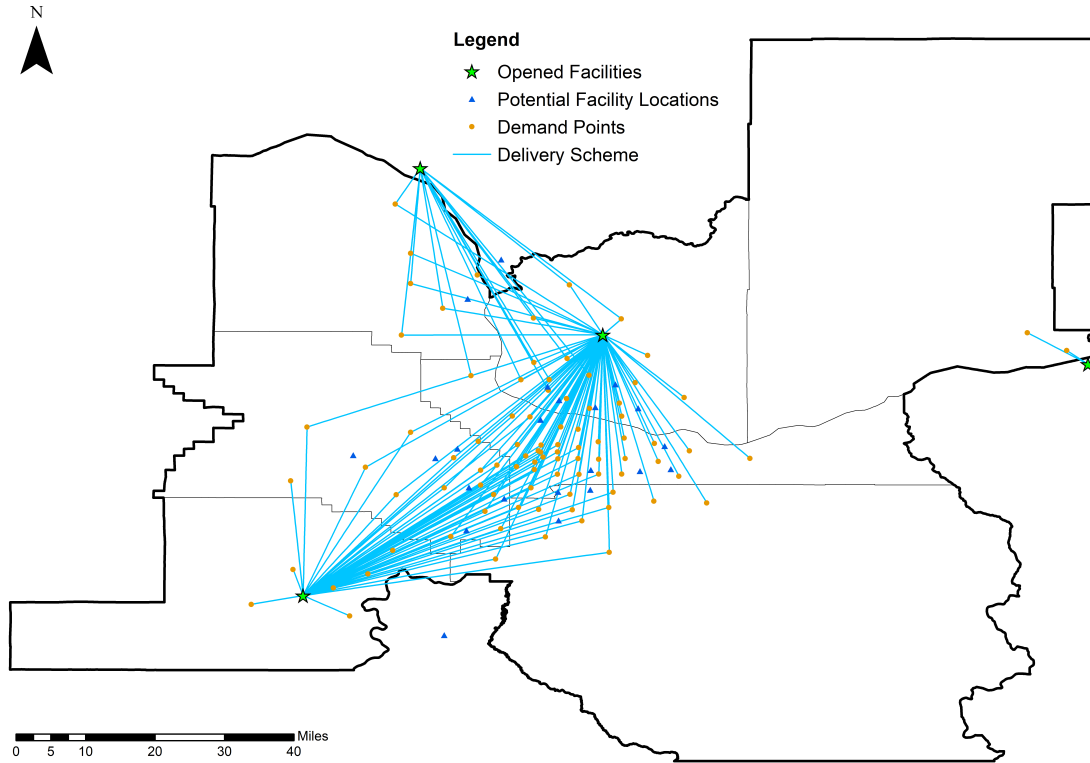 N
Legend
Opened Facilities
Potential Facility Locations
Demand Points
Delivery Scheme
Miles
0 5 10 20 30 40